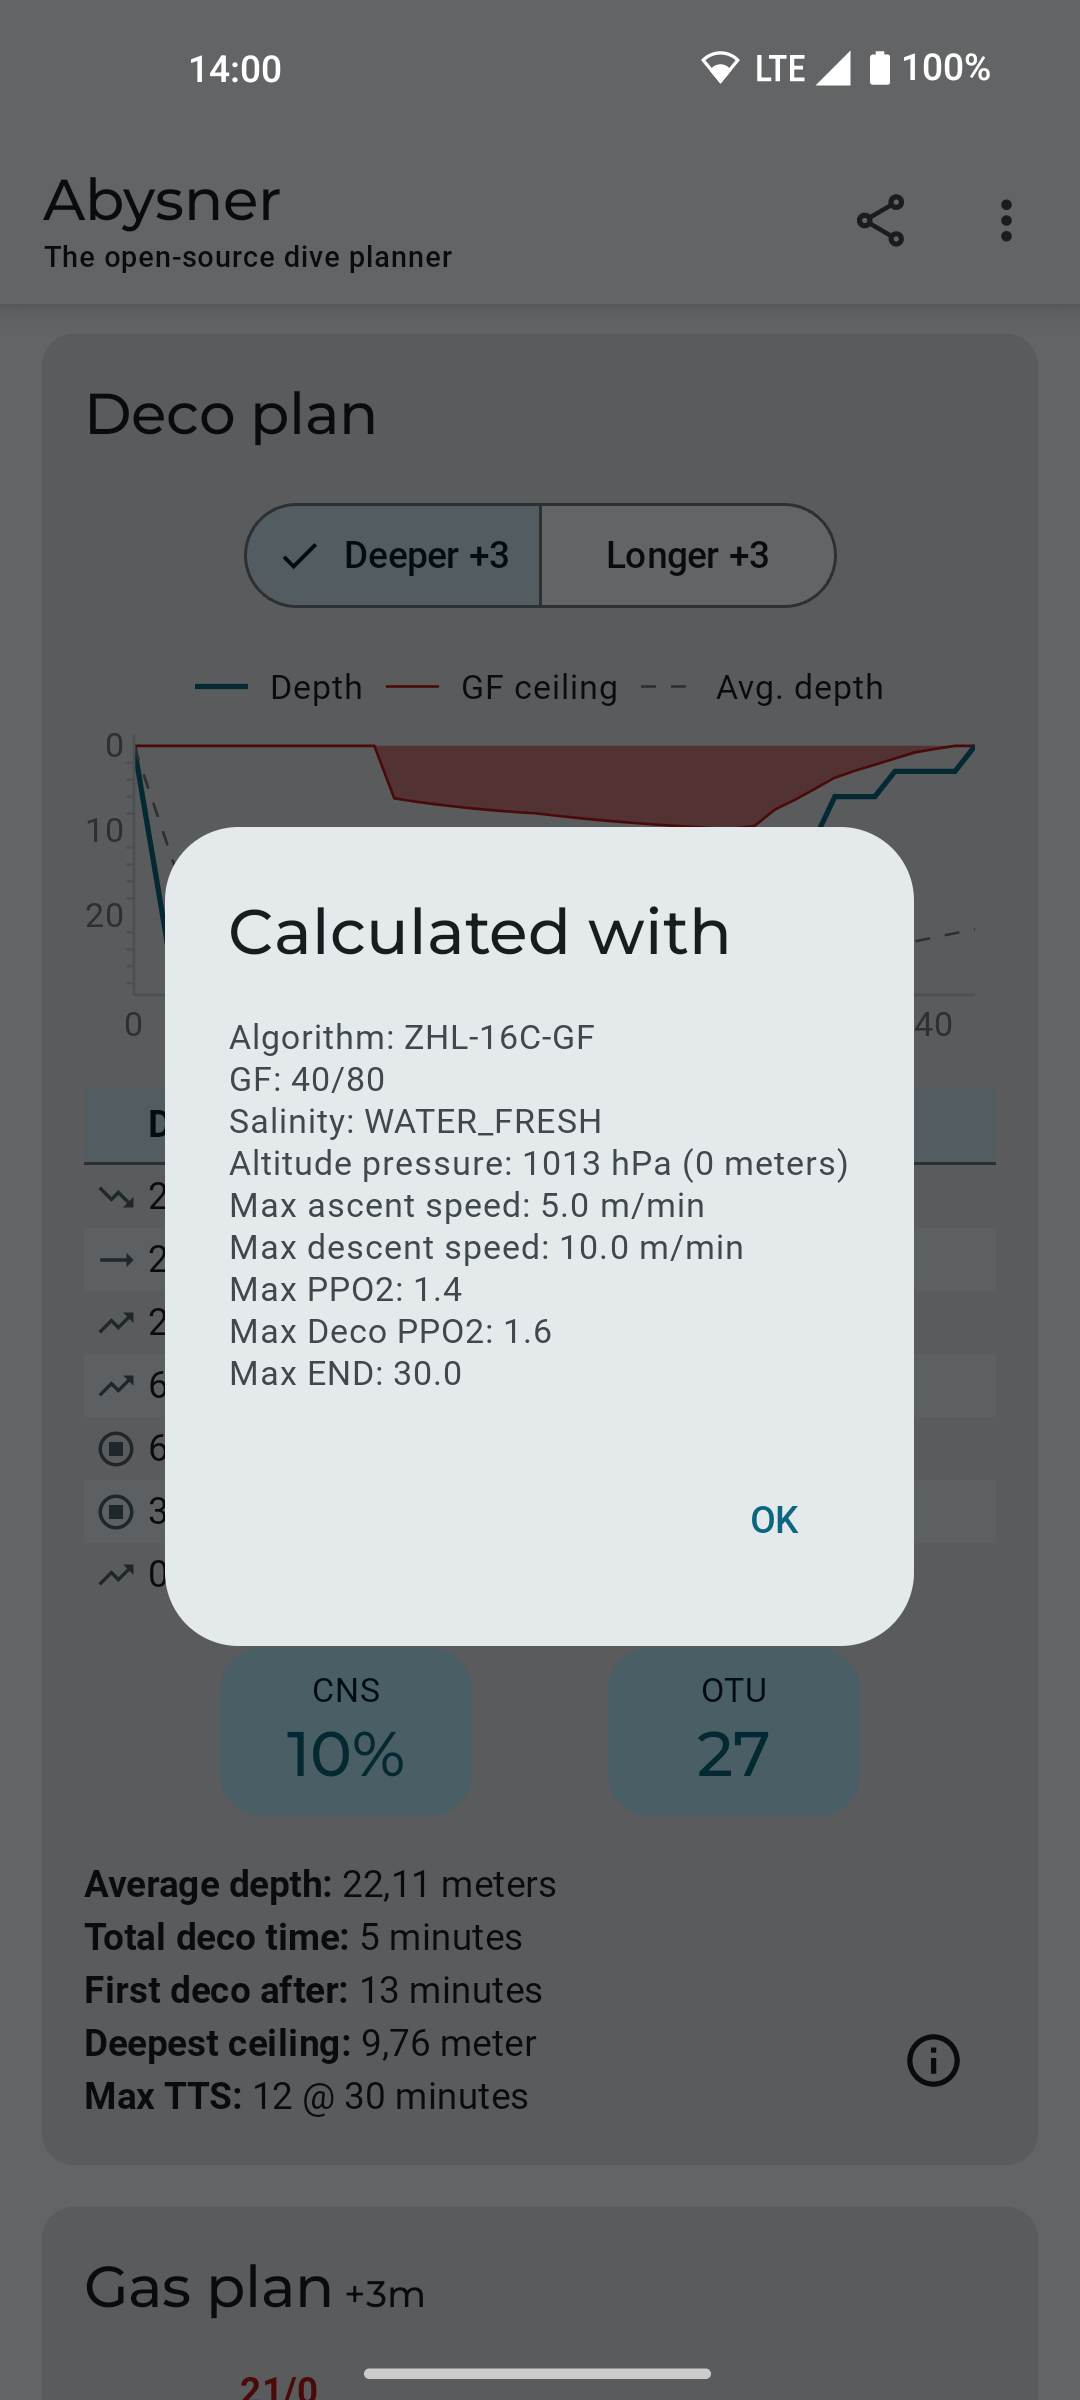 14:00
LTE 100%
Abysner
The open-source dive planner
Deco plan
Deeper +3 Longer +3
Depth GF ceiling Avg. depth
0
10
20
0 40
Calculated with
Algorithm: ZHL-16C-GF
GF: 40/80
Salinity: WATER_FRESH
Altitude pressure: 1013 hPa (0 meters)
Max ascent speed: 5.0 m/min
Max descent speed: 10.0 m/min
Max PPO2: 1.4
Max Deco PPO2: 1.6
Max END: 30.0
OK
2
2
2
6
6
3
0
CNS OTU
10% 27
Average depth: 22,11 meters
Total deco time: 5 minutes
First deco after: 13 minutes
Deepest ceiling: 9,76 meter
Max TTS: 12 @ 30 minutes
Gas plan +3m
21/0